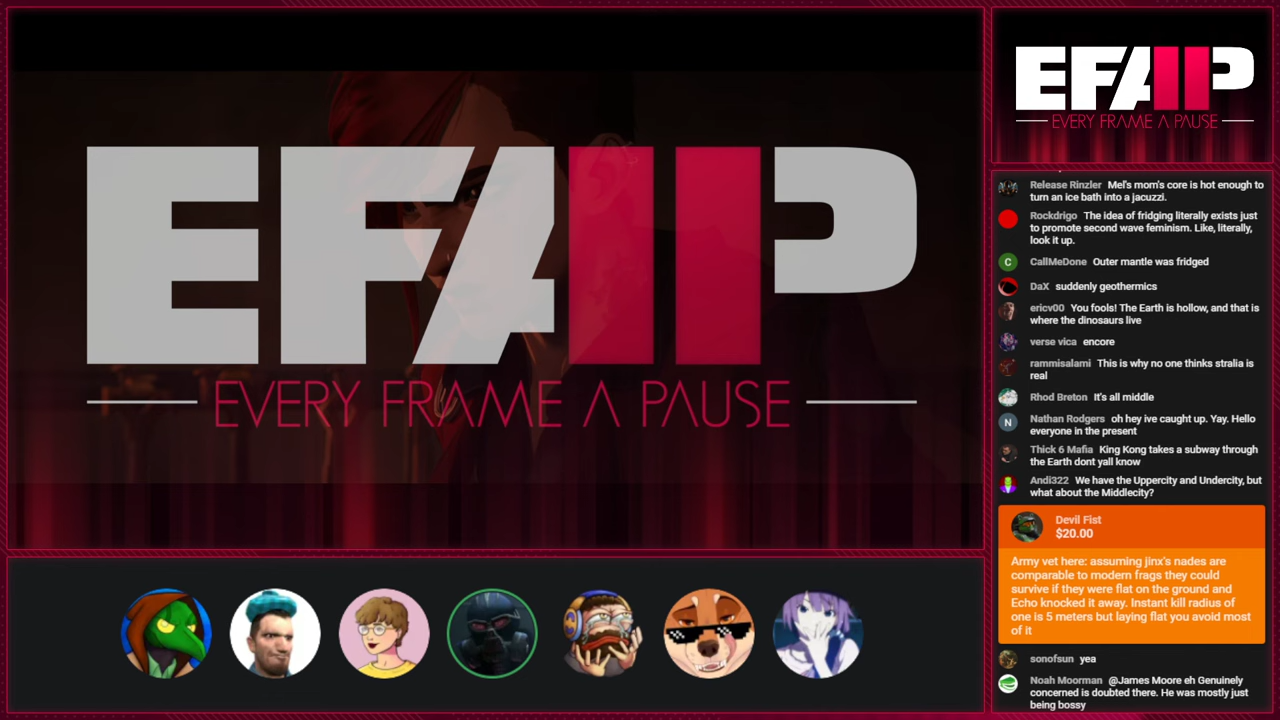 EFAP
EVERY FRAME A PAUSE
EFAP
EVERY FRAME A PAUSE
Release Rinzler Mel's mom's core is hot enough to
turn an ice bath into a jacuzzi.
Rockdrigo The idea of fridging literally exists just
to promote second wave feminism. Like, literally,
look it up.
C CallMeDone Outer mantle was fridged
DaX suddenly geothermics
ericv00 You fools! The Earth is hollow, and that is
where the dinosaurs live
verse vica encore
rammisalami This is why no one thinks stralia is
real
Rhod Breton It's all middle
N Nathan Rodgers oh hey ive caught up. Yay. Hello
everyone in the present
Thick 6 Mafia King Kong takes a subway through
the Earth dont yall know
Andi322 We have the Uppercity and Undercity, but
what about the Middlecity?
Devil Fist
$20.00
Army vet here: assuming jinx's nades are
comparable to modern frags they could
survive if they were flat on the ground and
Echo knocked it away. Instant kill radius of
one is 5 meters but laying flat you avoid most
of it
sonofsun yea
Noah Moorman @James Moore eh Genuinely
concerned is doubted there. He was mostly just
being bossy